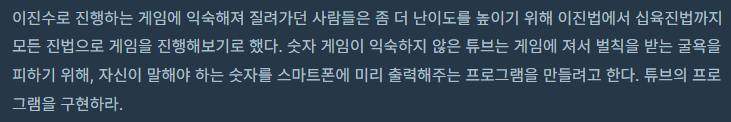 이진수로 진행하는 게임에 익숙해져 질려가던 사람들은 좀 더 난이도를 높이기 위해 이진법에서 십육진법까지
모든 진법으로 게임을 진행해보기로 했다. 숫자 게임이 익숙하지 않은 튜브는 게임에 져서 벌칙을 받는 굴욕을
피하기 위해, 자신이 말해야 하는 숫자를 스마트폰에 미리 출력해주는 프로그램을 만들려고 한다. 튜브의 프로
그램을 구현하라.